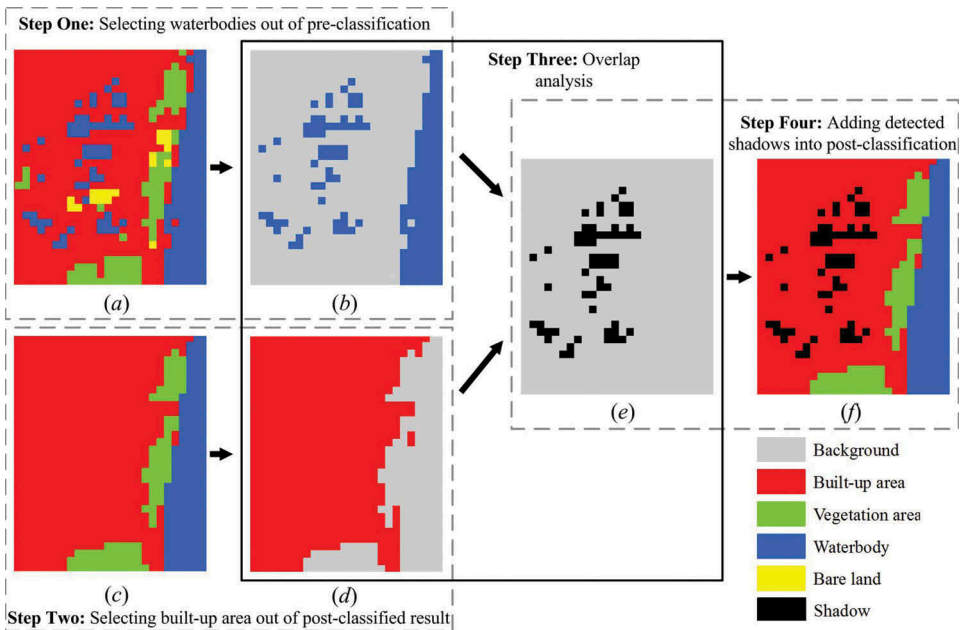 Step One: Selecting waterbodies out of pre-classification
Step Three: Overlap
analysis
Step Four: Adding detected
shadows into post-classification
(a)
(b)
(c)
(d)
Step Two: Selecting built-up area out of post-classified result
(e)
(f)
Background
Built-up area
Vegetation area
Waterbody
Bare land
Shadow